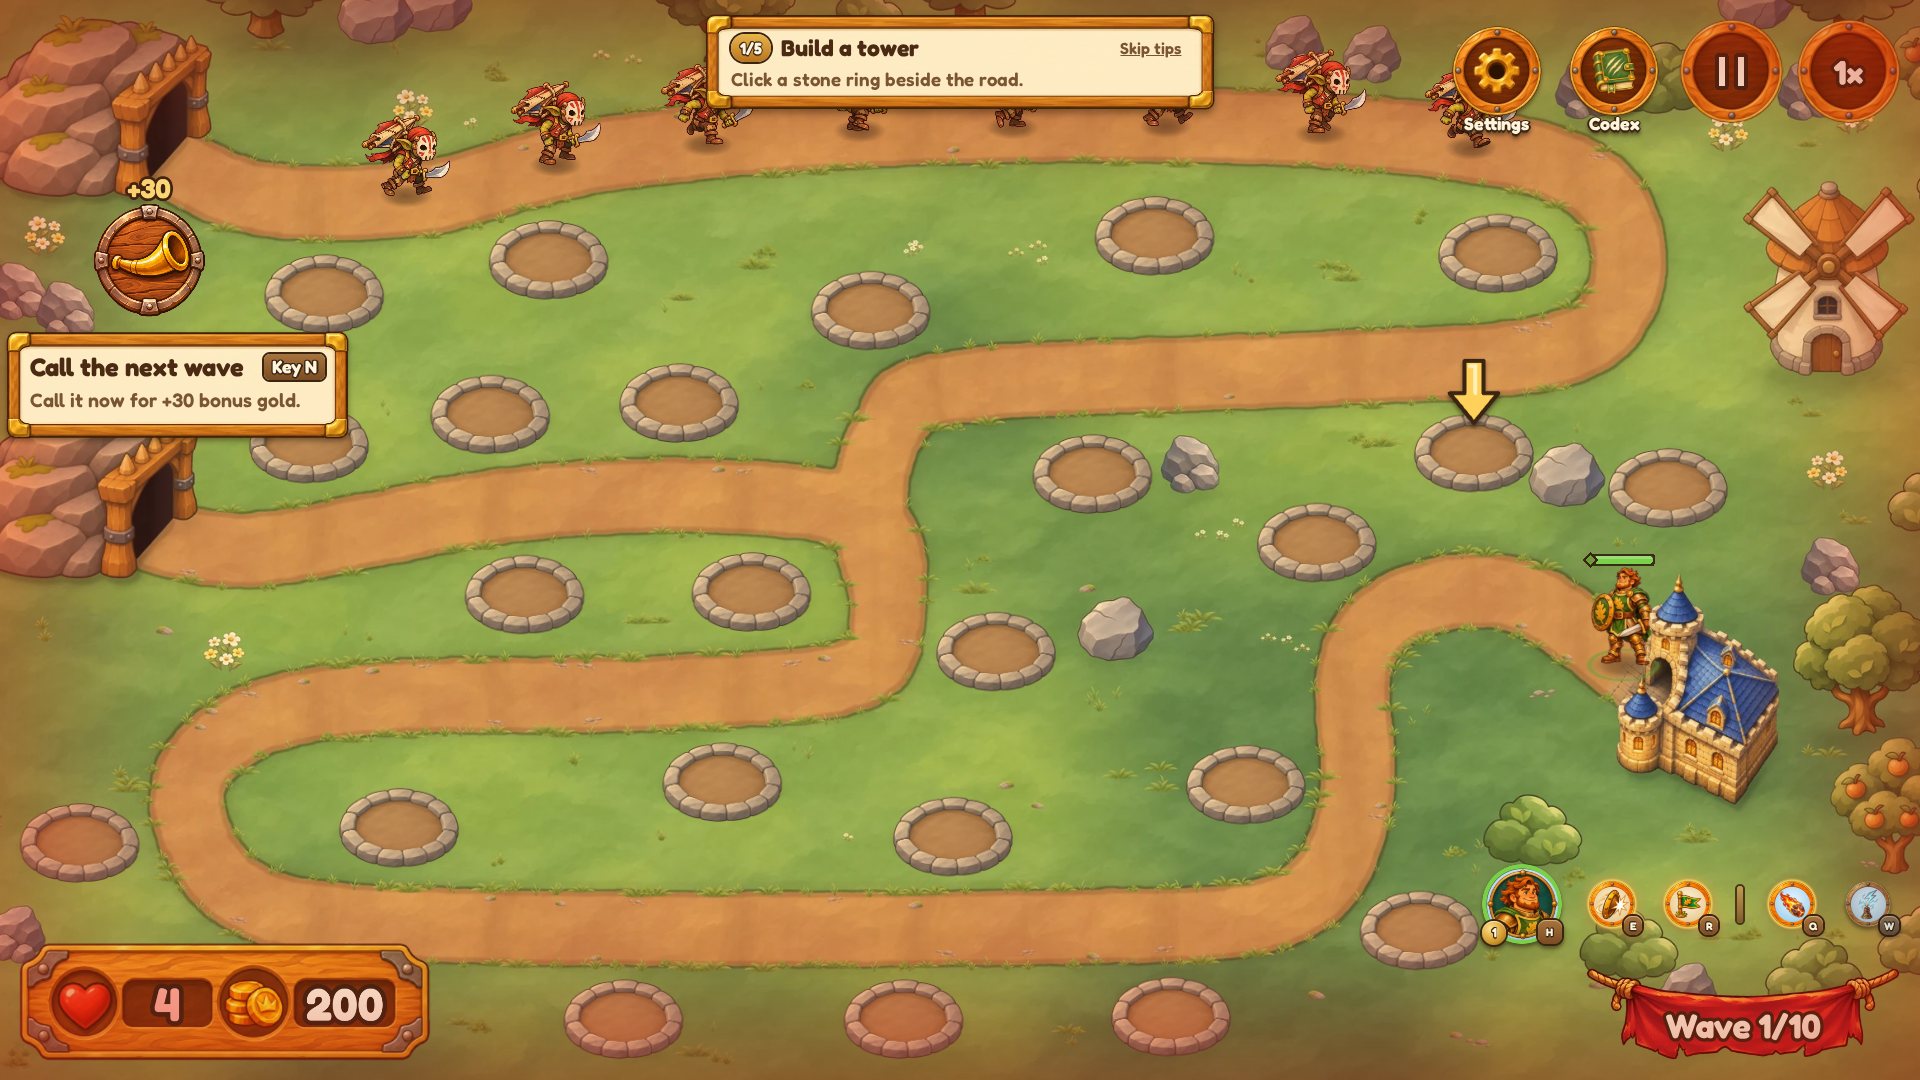 1/5 Build a tower Skip tips
Click a stone ring beside the road.
1x
Settings Codex
+30
Call the next wave Key N
Call it now for +30 bonus gold.
1 H E R Q W
4 200
Wave 1/10